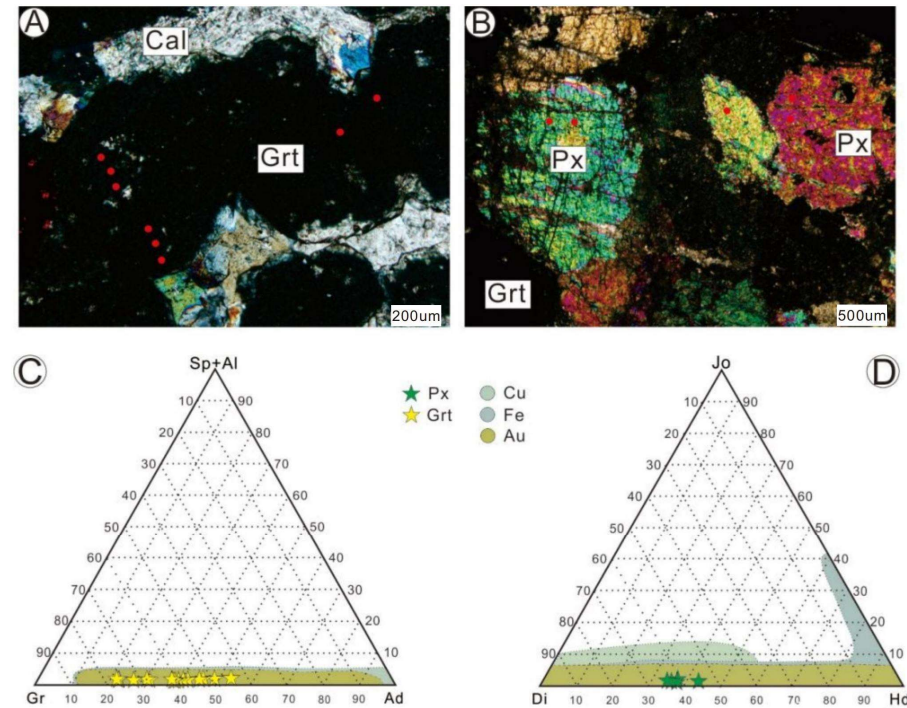 A
Cal
Grt
200um
B
Px
Px
Grt
500um
C
Sp+Al
10 90
20 80
30 70
40 60
50 50
60 40
70 30
80 20
90 10
Gr 10 20 30 40 50 60 70 80 90 Ad
Px
Grt
Cu
Fe
Au
D
Jo
10 90
20 80
30 70
40 60
50 50
60 40
70 30
80 20
90 10
Di 10 20 30 40 50 60 70 80 90 Hd